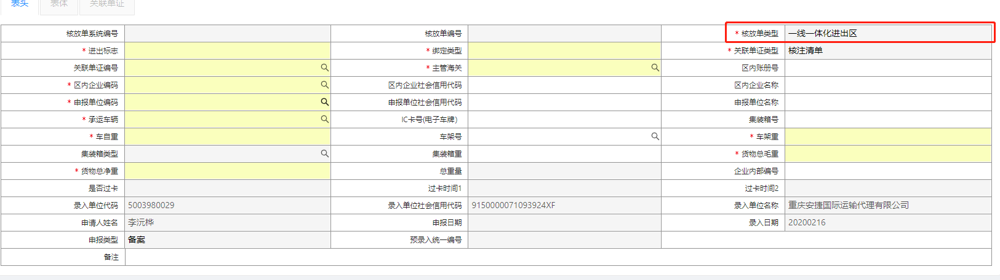 表头 表体 关联单证
核放单系统编号 核放单编号 * 核放单类型 一线一体化进出区
* 进出标志 * 绑定类型 * 关联单证类型 核注清单
关联单证编号 * 主管海关 区内账册号
* 区内企业编码 区内企业社会信用代码 区内企业名称
* 申报单位编码 申报单位社会信用代码 申报单位名称
* 承运车辆 IC卡号(电子车牌) 集装箱号
* 车自重 车架号 * 车架重
集装箱类型 集装箱重 * 货物总毛重
* 货物总净重 总重量 企业内部编号
是否过卡 过卡时间1 过卡时间2
录入单位代码 5003980029 录入单位社会信用代码 9150000071093924XF 录入单位名称 重庆安捷国际运输代理有限公司
申请人姓名 李沅桦 申报日期 录入日期 20200216
申报类型 备案 预录入统一编号
备注